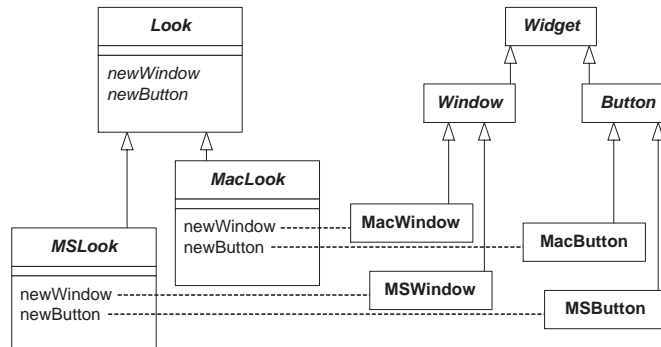 Look
newWindow
newButton
Widget
Window
Button
MacLook
newWindow
newButton
MacWindow
MacButton
MSLook
newWindow
newButton
MSWindow
MSButton